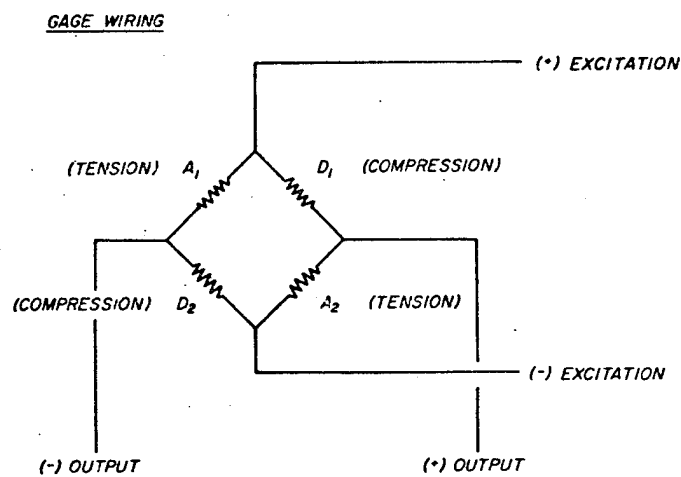 GAGE WIRING
(+) EXCITATION
(TENSION) A1 D1 (COMPRESSION)
(COMPRESSION) D2 A2 (TENSION)
(-) EXCITATION
(-) OUTPUT (+) OUTPUT